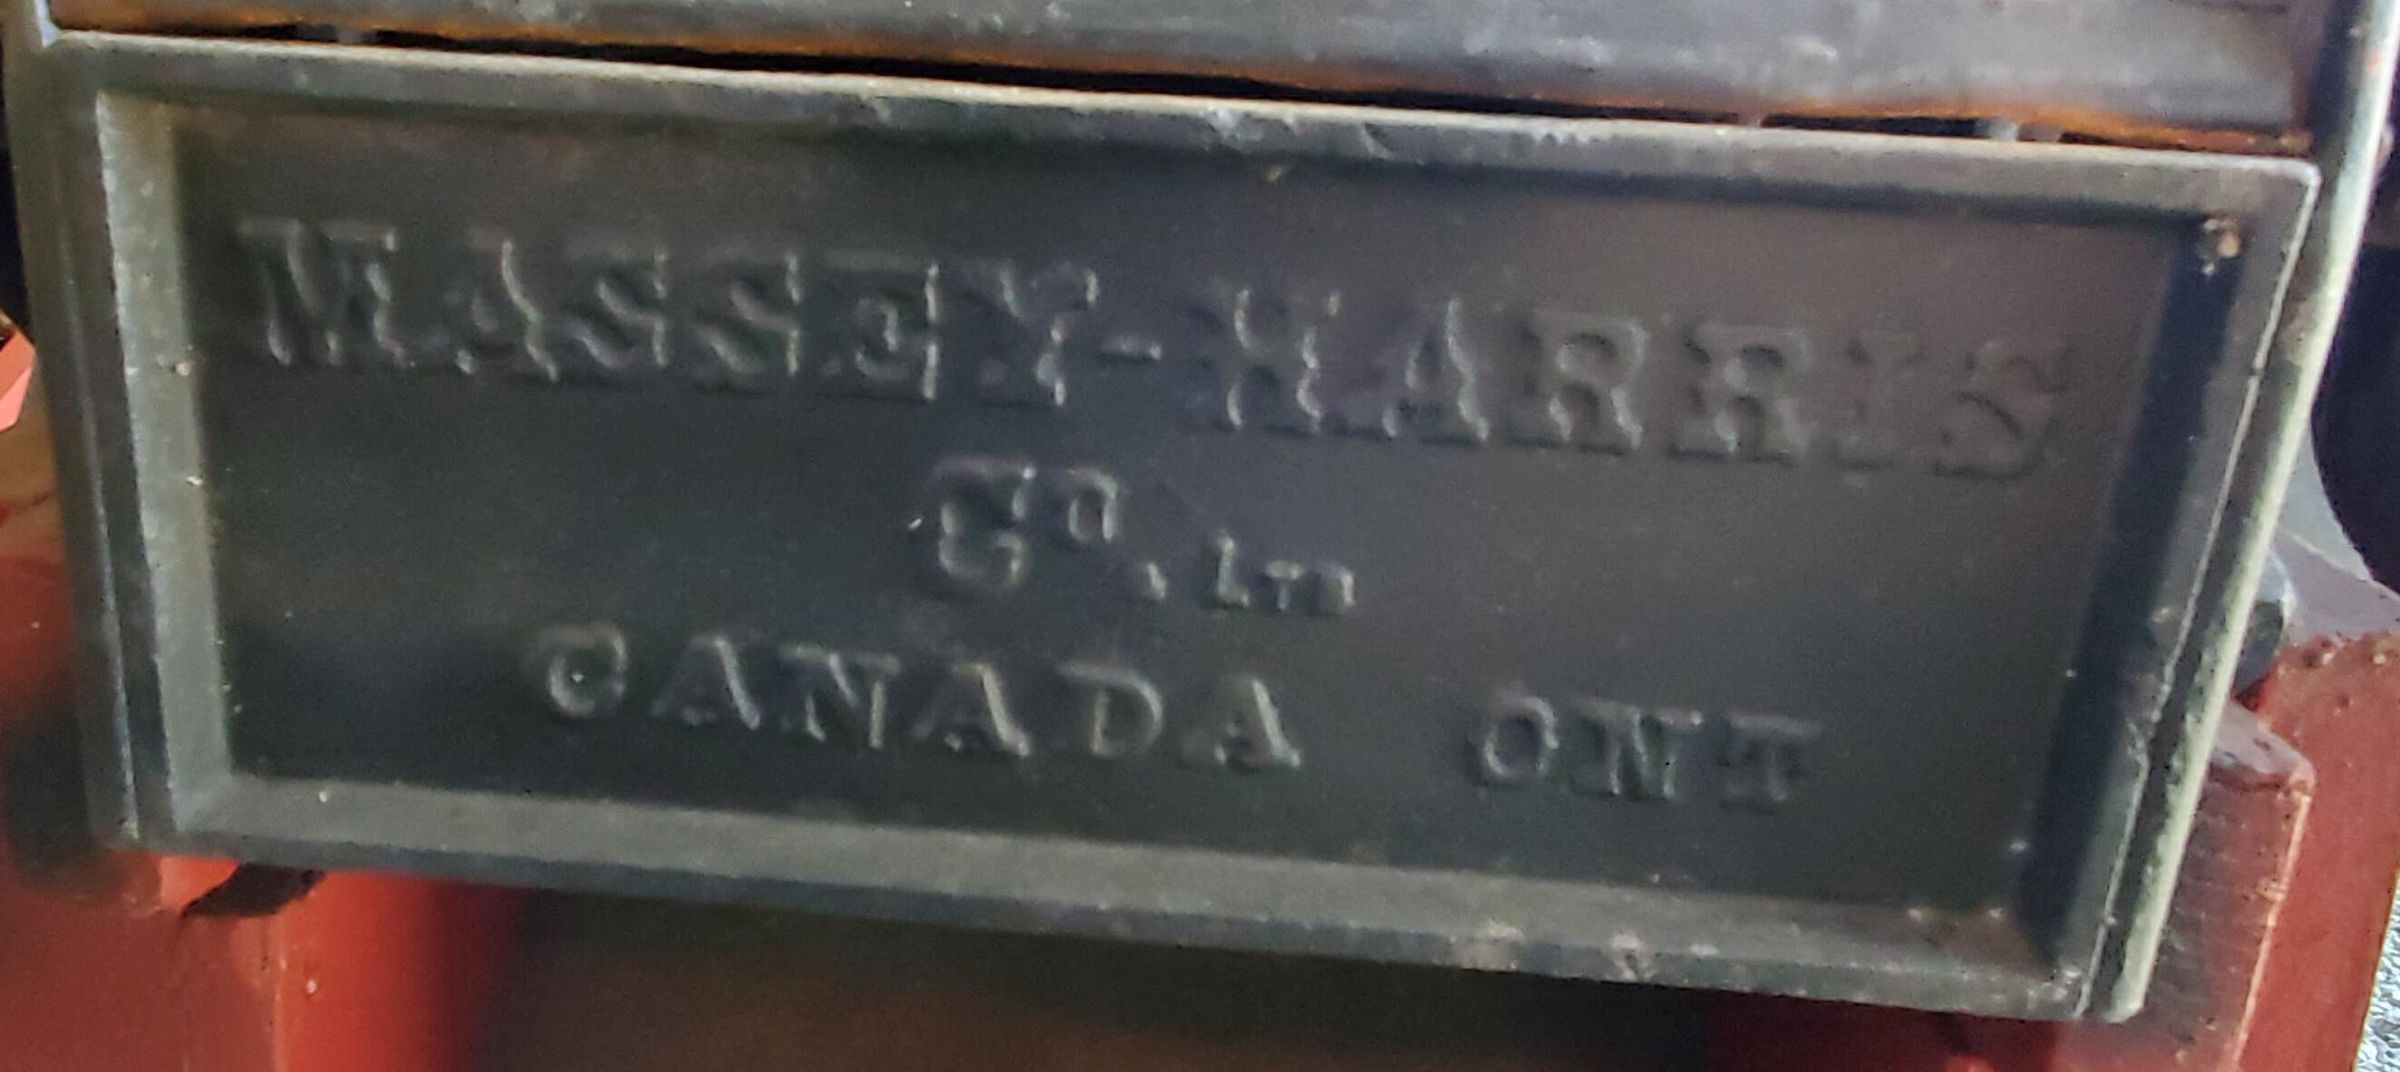 MASSEY-HARRIS
Co., LTD
CANADA ONT